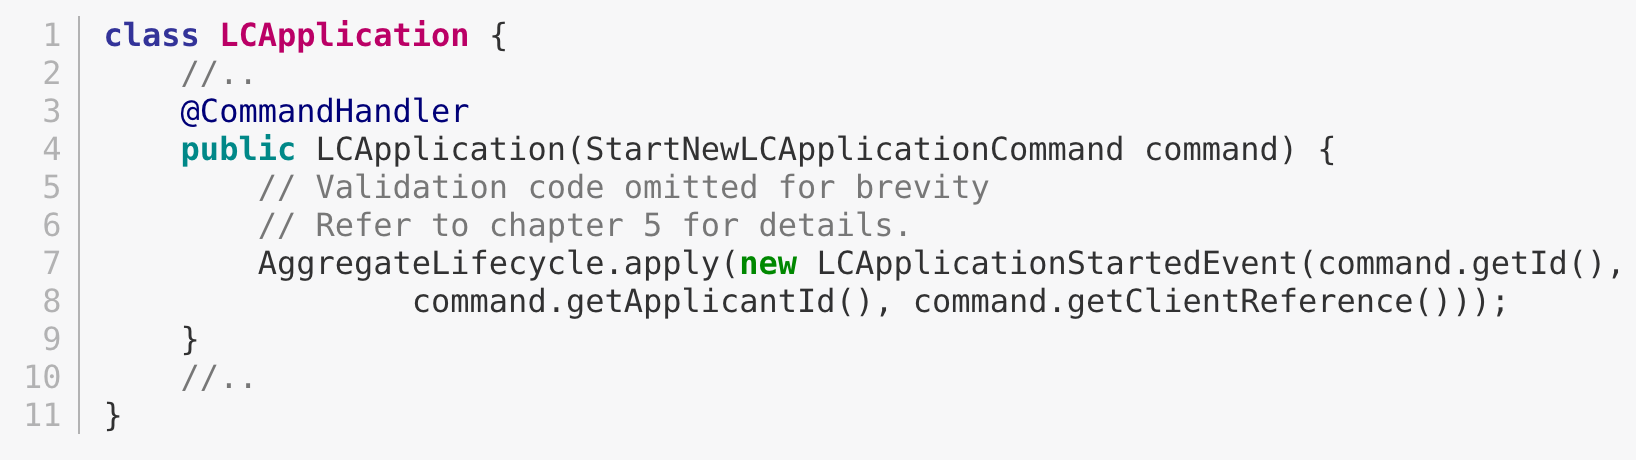 1 class LCApplication {
2 //..
3 @CommandHandler
4 public LCApplication(StartNewLCApplicationCommand command) {
5 // Validation code omitted for brevity
6 // Refer to chapter 5 for details.
7 AggregateLifecycle.apply(new LCApplicationStartedEvent(command.getId(),
8 command.getApplicantId(), command.getClientReference()));
9 }
10 //..
11 }